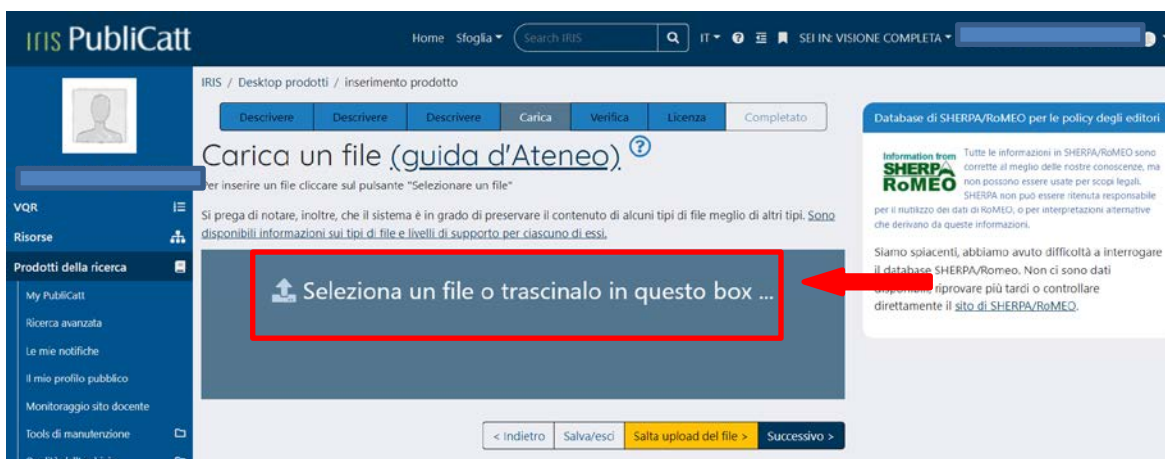 IRIS PubliCatt
Home Sfoglia Search IRIS IT SEI IN: VISIONE COMPLETA
IRIS / Desktop prodotti / inserimento prodotto
Descrivere Descrivere Descrivere Carica Verifica Licenza Completato
Carica un file (guida d'Ateneo)
Per inserire un file cliccare sul pulsante "Selezionare un file"
Si prega di notare, inoltre, che il sistema è in grado di preservare il contenuto di alcuni tipi di file meglio di altri tipi. Sono
disponibili informazioni sui tipi di file e livelli di supporto per ciascuno di essi.
Seleziona un file o trascinalo in questo box ...
< Indietro Salva/esci Salta upload del file > Successivo >
VQR
Risorse
Prodotti della ricerca
My PubliCatt
Ricerca avanzata
Le mie notifiche
Il mio profilo pubblico
Monitoraggio sito docente
Tools di manutenzione
Database di SHERPA/RoMEO per le policy degli editori
Information from
SHERPA
RoMEO
Tutte le informazioni in SHERPA/RoMEO sono
corrette al meglio delle nostre conoscenze, ma
non possono essere usate per scopi legali.
SHERPA non può essere ritenuta responsabile
per il riutilizzo dei dati di RoMEO, o per interpretazioni alternative
che derivano da queste informazioni.
Siamo spiacenti, abbiamo avuto difficoltà a interrogare
il database SHERPA/Romeo. Non ci sono dati
riprovare più tardi o controllare
direttamente il sito di SHERPA/RoMEO.